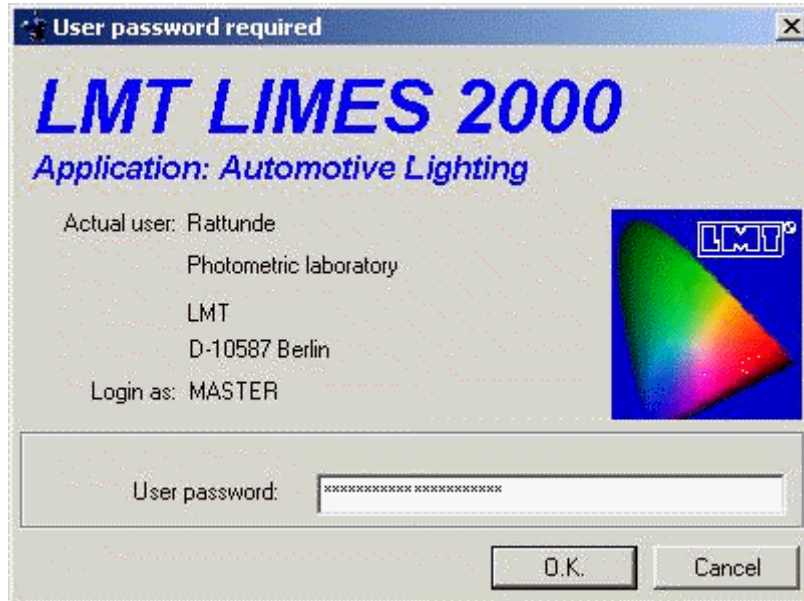 User password required
LMT LIMES 2000
Application: Automotive Lighting
Actual user: Rattunde
Photometric laboratory
LMT
D-10587 Berlin
Login as: MASTER
LMT®
User password: xxxxxxxxxxxxxxxxxxxxxxx
O.K. Cancel